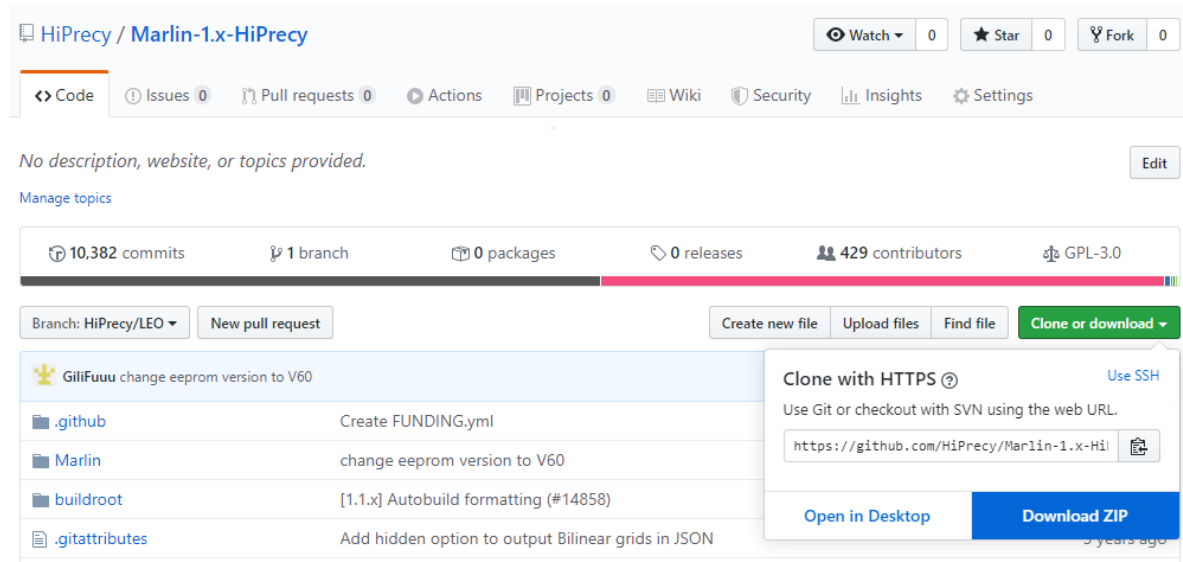 HiPrecy / Marlin-1.x-HiPrecy
Watch 0 Star 0 Fork 0
Code Issues 0 Pull requests 0 Actions Projects 0 Wiki Security Insights Settings
No description, website, or topics provided. Edit
Manage topics
10,382 commits 1 branch 0 packages 0 releases 429 contributors GPL-3.0
Branch: HiPrecy/LEO New pull request Create new file Upload files Find file Clone or download
GiliFuuu change eeprom version to V60
Clone with HTTPS Use SSH
Use Git or checkout with SVN using the web URL.
https://github.com/HiPrecy/Marlin-1.x-Hi
.github Create FUNDING.yml
Marlin change eeprom version to V60
buildroot [1.1.x] Autobuild formatting (#14858)
Open in Desktop Download ZIP
.gitattributes Add hidden option to output Bilinear grids in JSON years ago